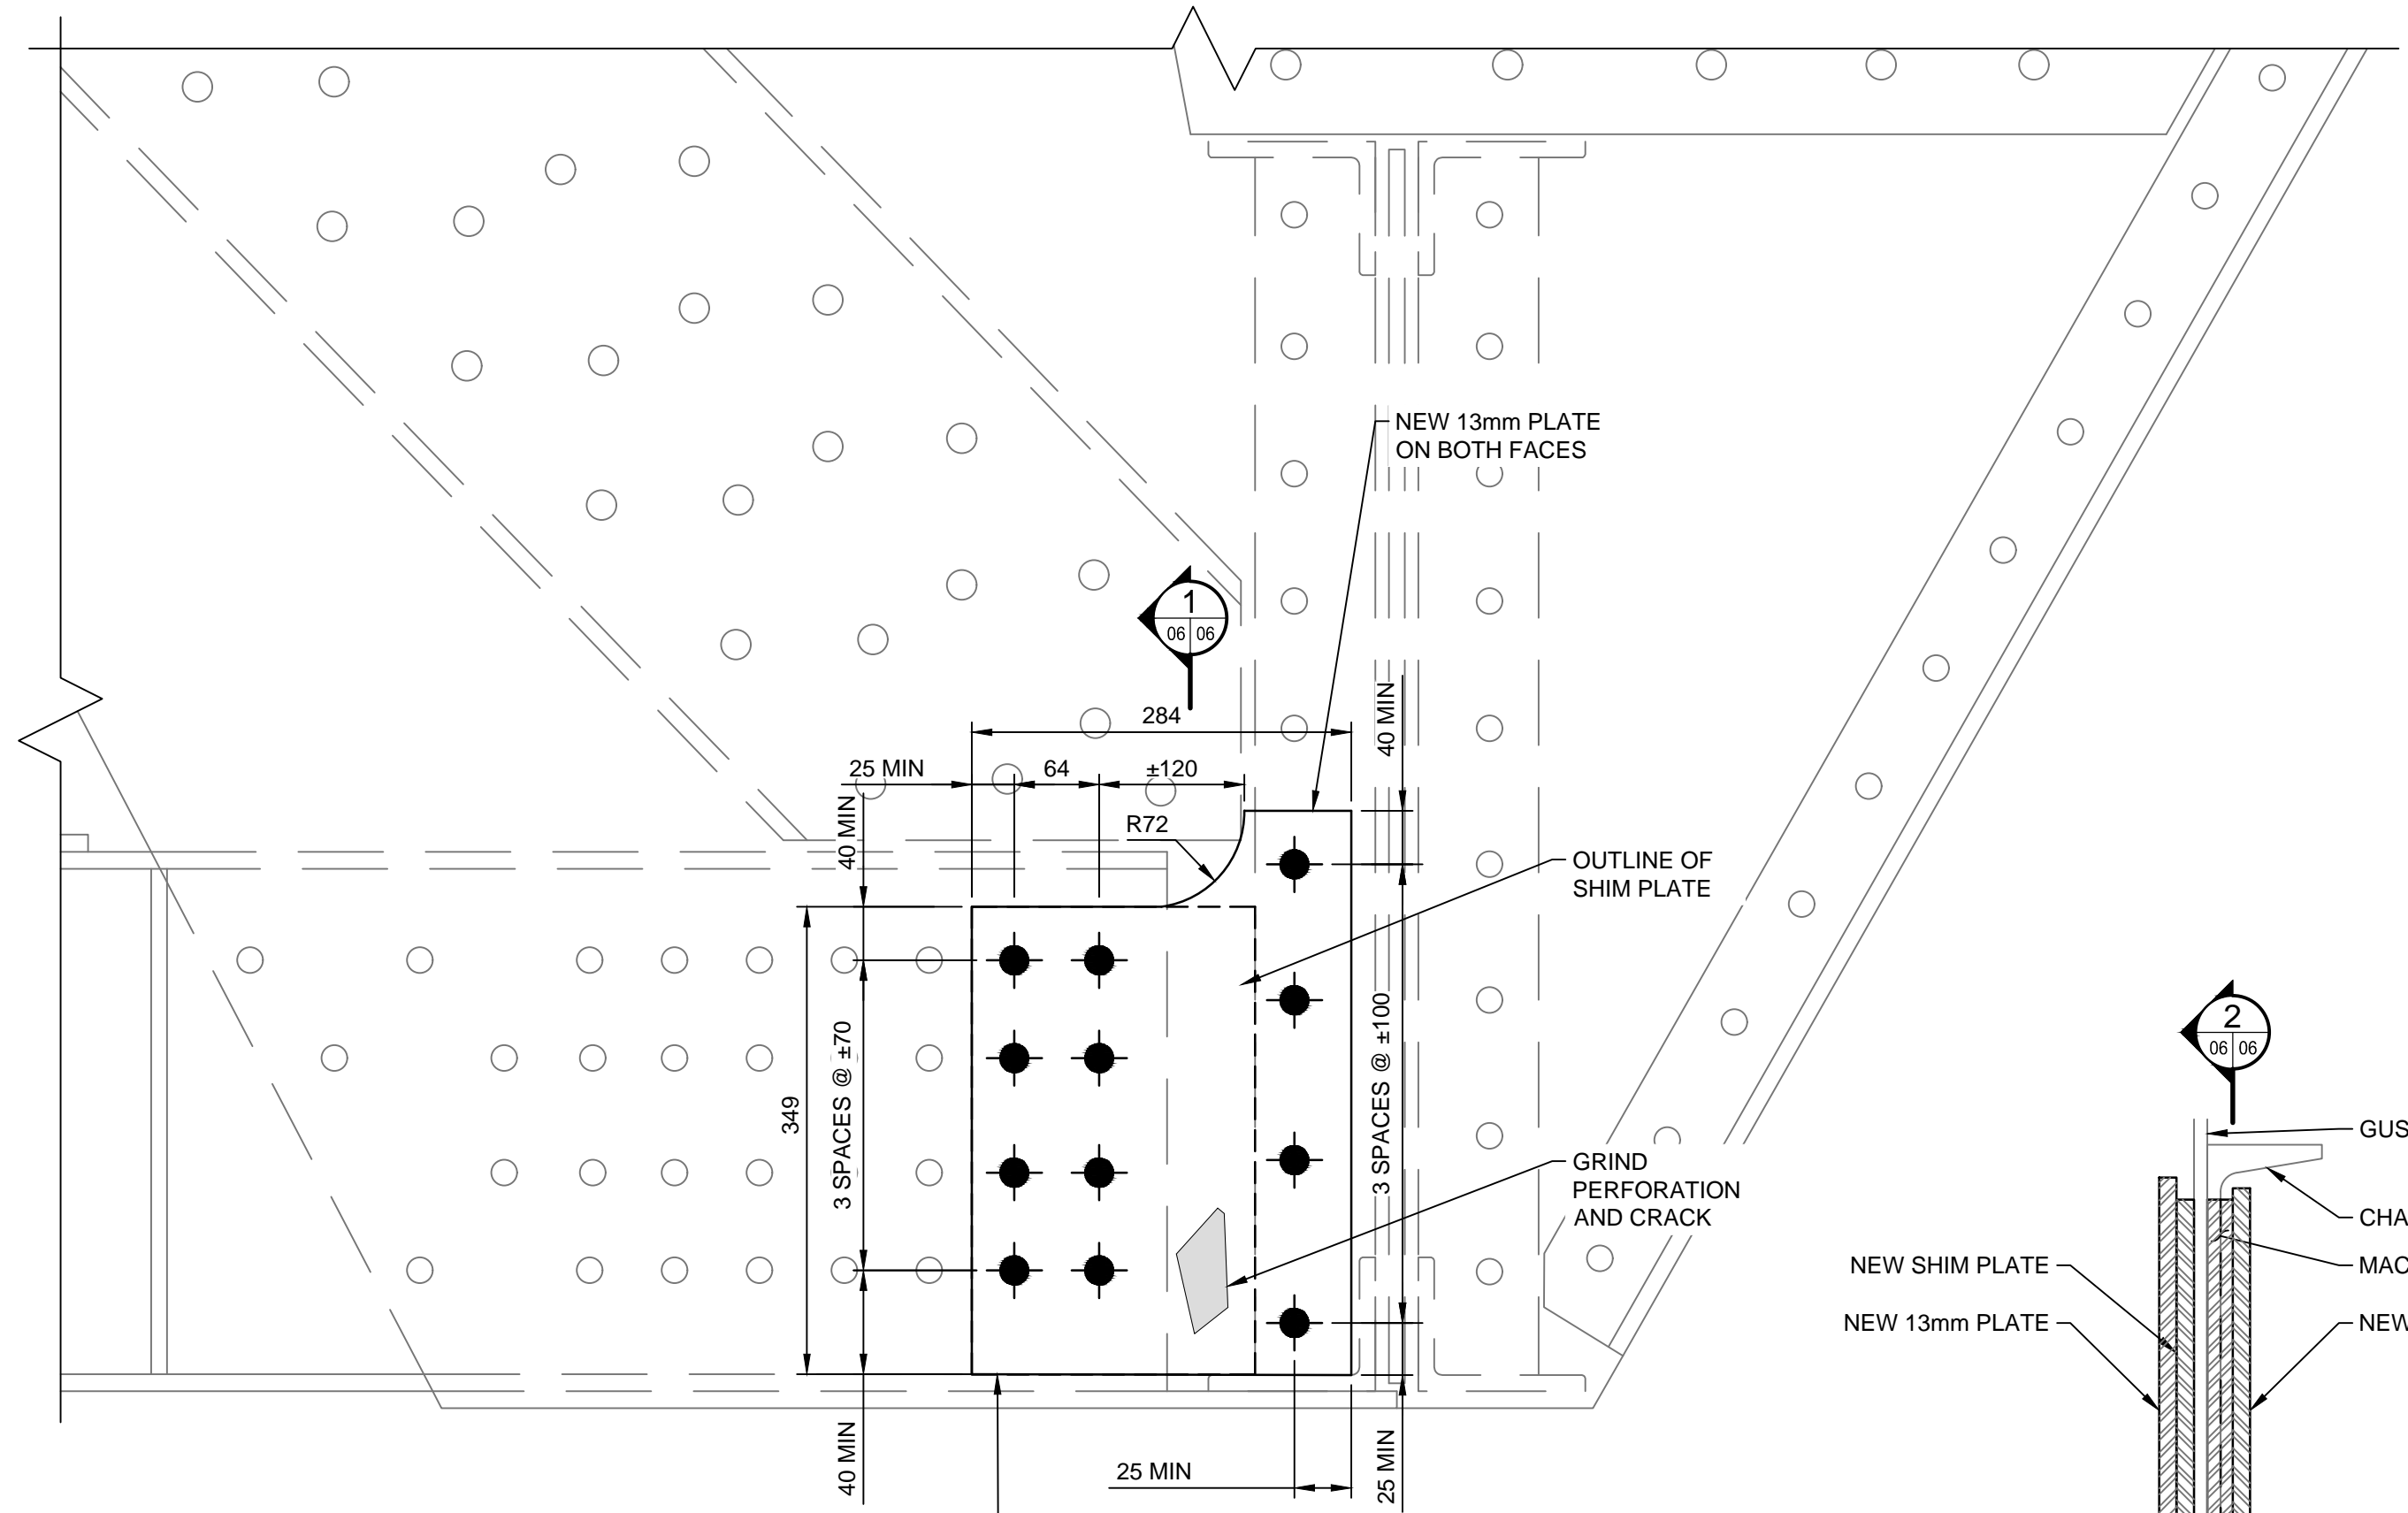 NEW 13mm PLATE
ON BOTH FACES
1
06 06
284
40 MIN
25 MIN
64
±120
40 MIN
R72
OUTLINE OF
SHIM PLATE
349
3 SPACES @ ±70
3 SPACES @ ±100
GRIND
PERFORATION
AND CRACK
2
06 06
GUS
CHA
NEW SHIM PLATE
MAC
NEW 13mm PLATE
NEW
40 MIN
25 MIN
25 MIN